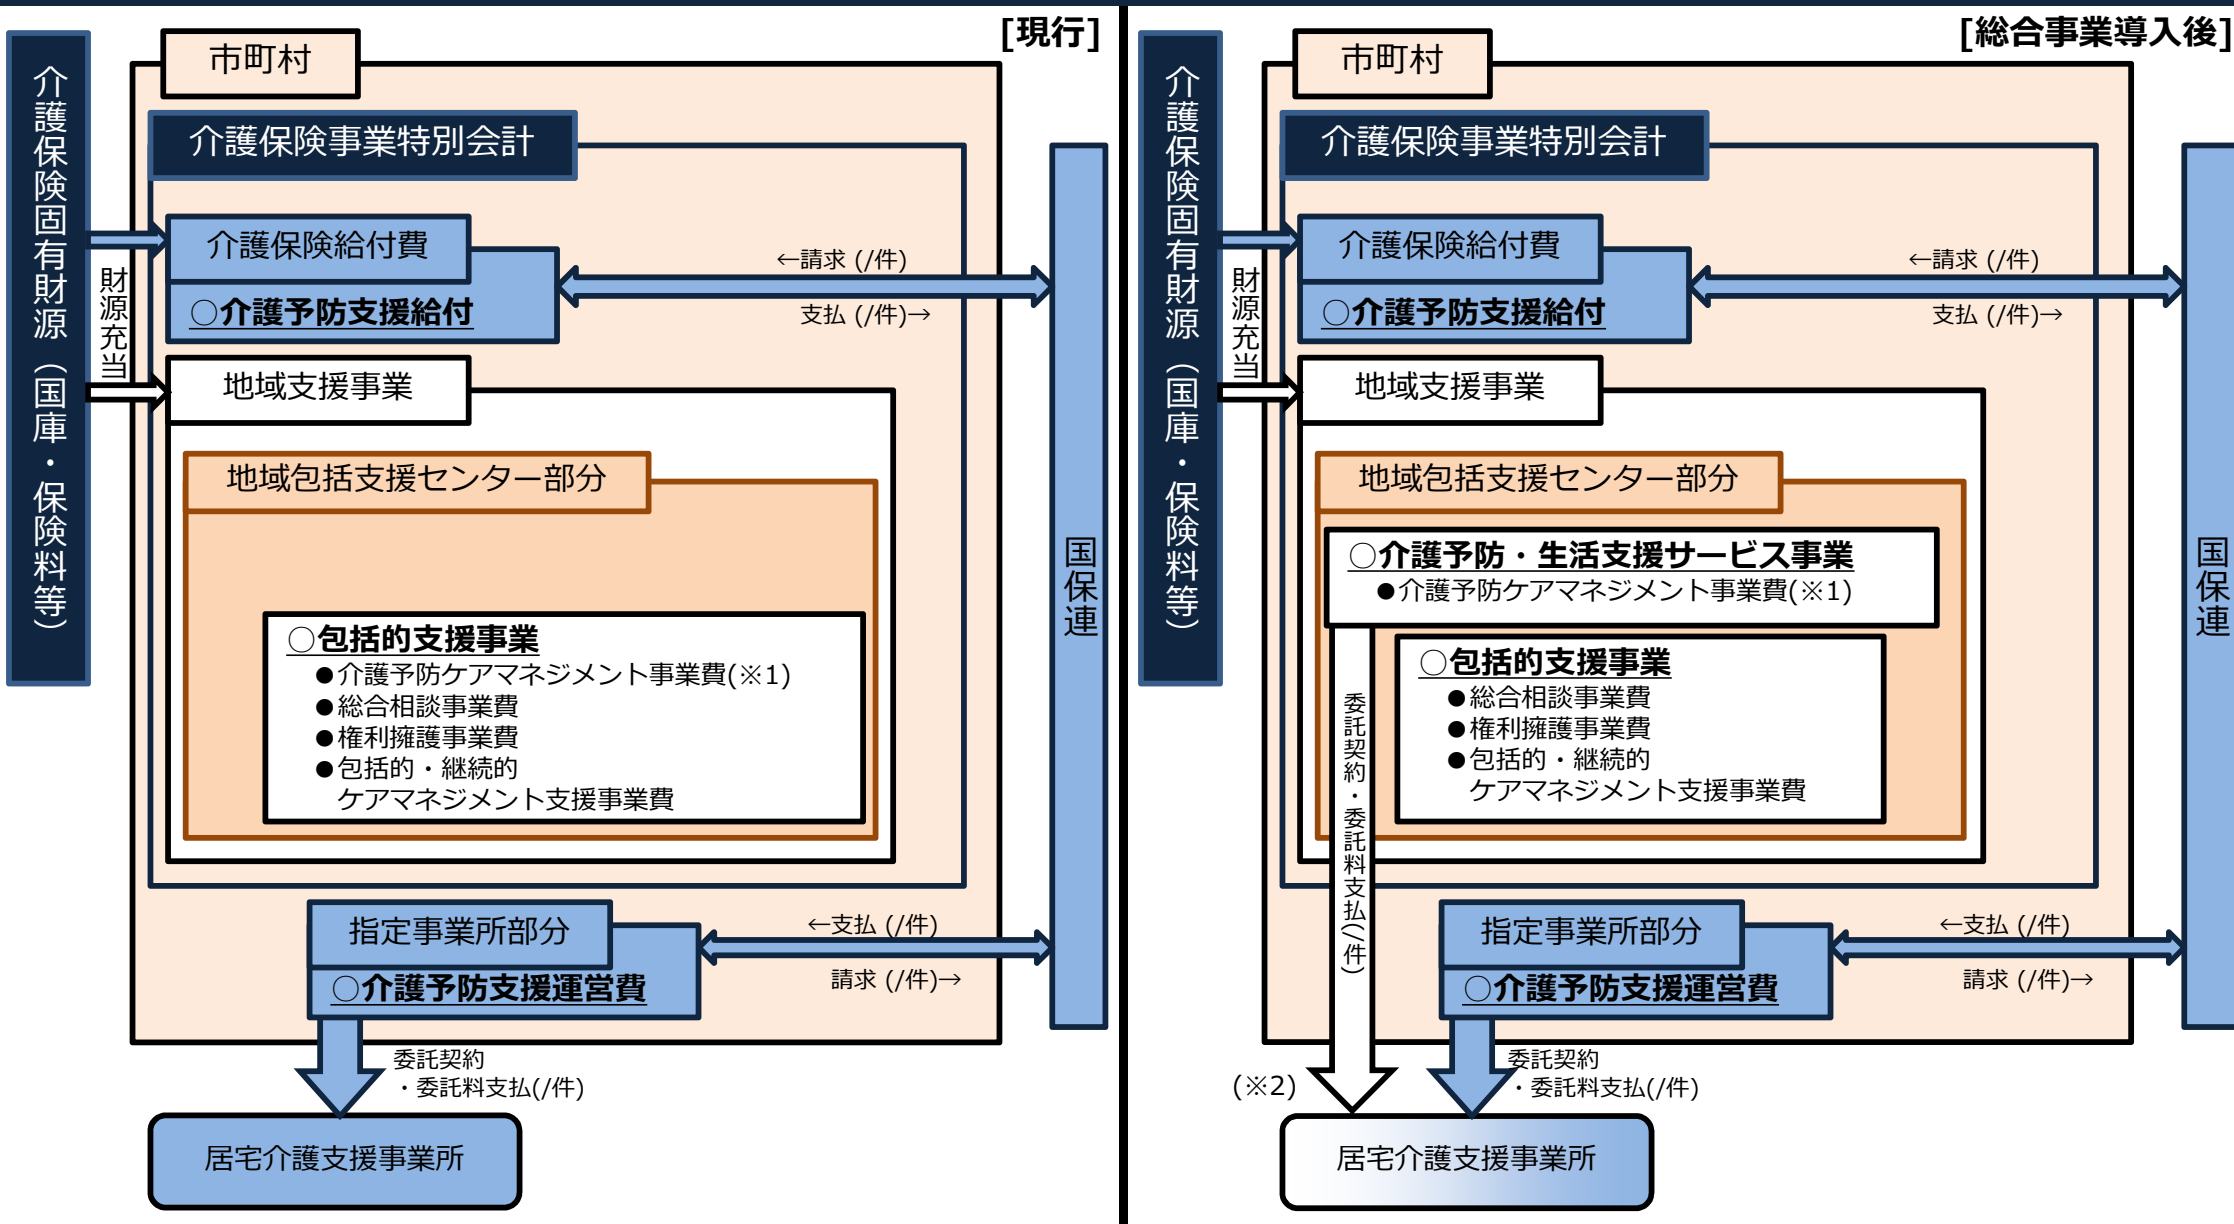 [現行]
市町村
介護保険固有財源（国庫・保険料等）
介護保険事業特別会計
財源充当
介護保険給付費
○介護予防支援給付
←請求 (/件)
支払 (/件)→
国保連
地域支援事業
地域包括支援センター部分
○包括的支援事業
●介護予防ケアマネジメント事業費(※1)
●総合相談事業費
●権利擁護事業費
●包括的・継続的
ケアマネジメント支援事業費
指定事業所部分
○介護予防支援運営費
←支払 (/件)
請求 (/件)→
委託契約
・委託料支払(/件)
居宅介護支援事業所
[総合事業導入後]
市町村
介護保険固有財源（国庫・保険料等）
介護保険事業特別会計
財源充当
介護保険給付費
○介護予防支援給付
←請求 (/件)
支払 (/件)→
国保連
地域支援事業
地域包括支援センター部分
○介護予防・生活支援サービス事業
●介護予防ケアマネジメント事業費(※1)
○包括的支援事業
●総合相談事業費
●権利擁護事業費
●包括的・継続的
ケアマネジメント支援事業費
委託契約・委託料支払(/件)
指定事業所部分
○介護予防支援運営費
←支払 (/件)
請求 (/件)→
(※2)
委託契約
・委託料支払(/件)
居宅介護支援事業所